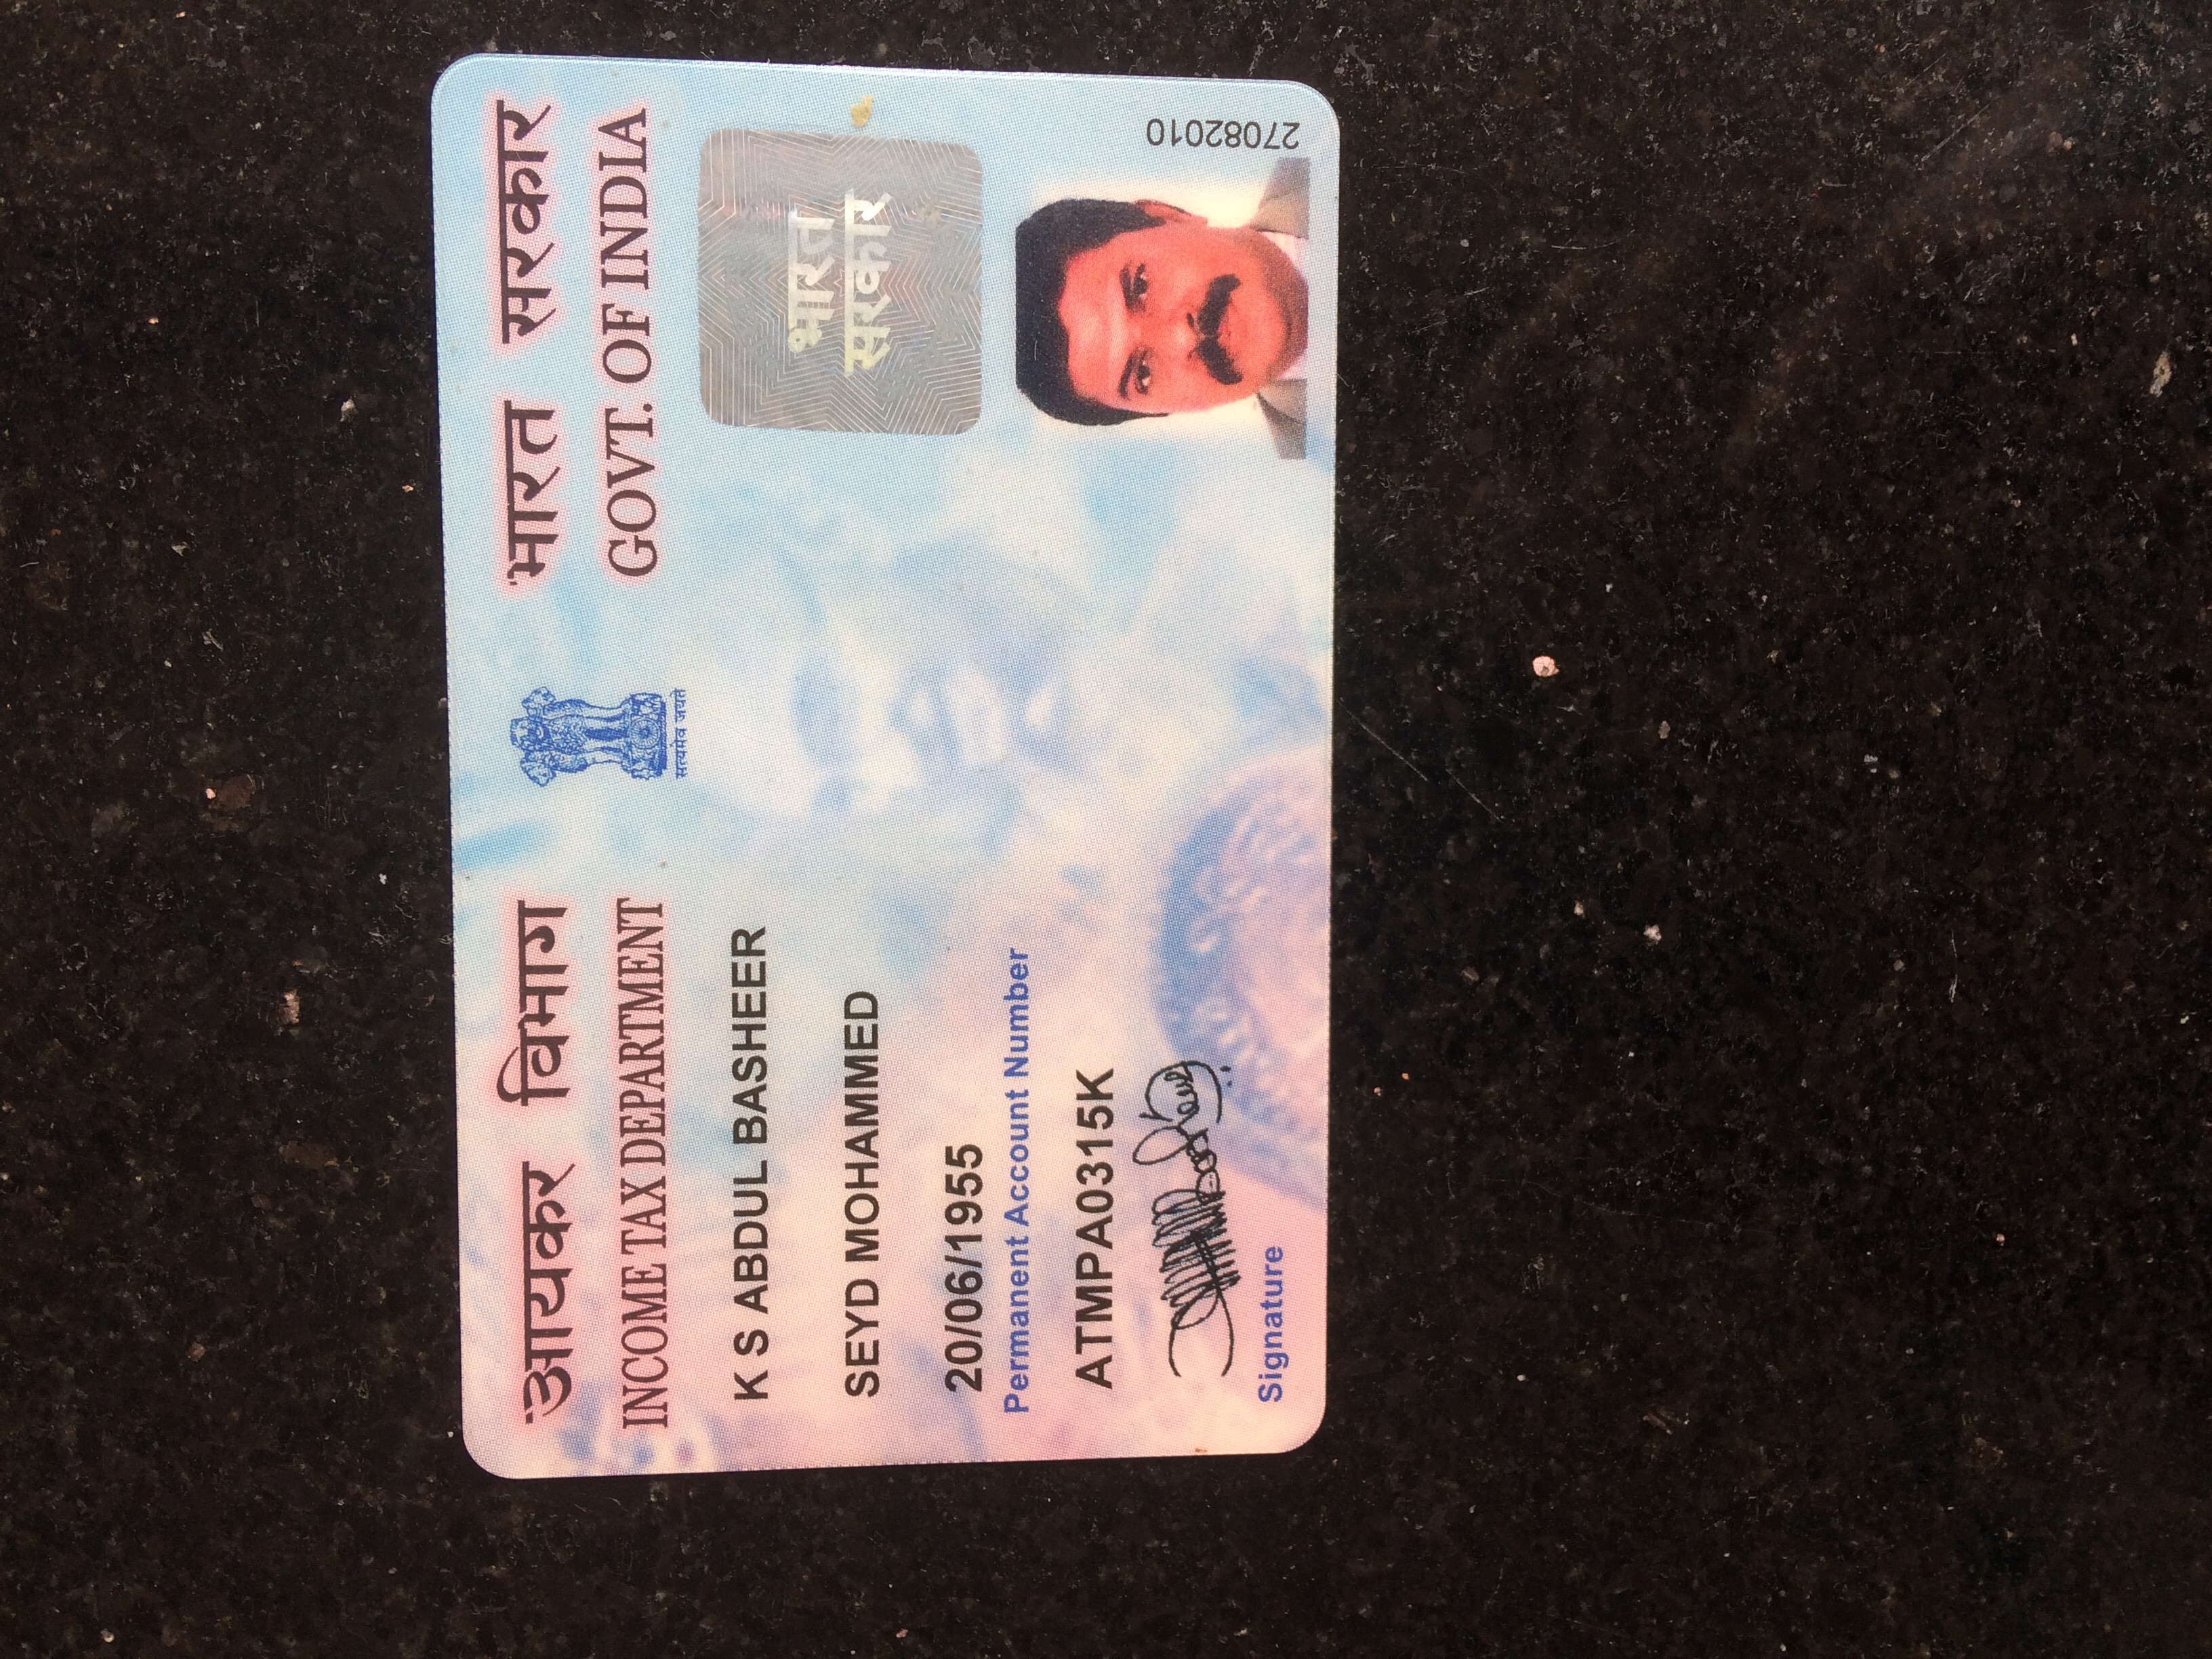 आयकर विभाग
INCOME TAX DEPARTMENT
सत्यमेव जयते
भारत सरकार
GOVT. OF INDIA
K S ABDUL BASHEER
SEYD MOHAMMED
20/06/1955
Permanent Account Number
ATMPA0315K
Signature
भारत
सरकार
27082010